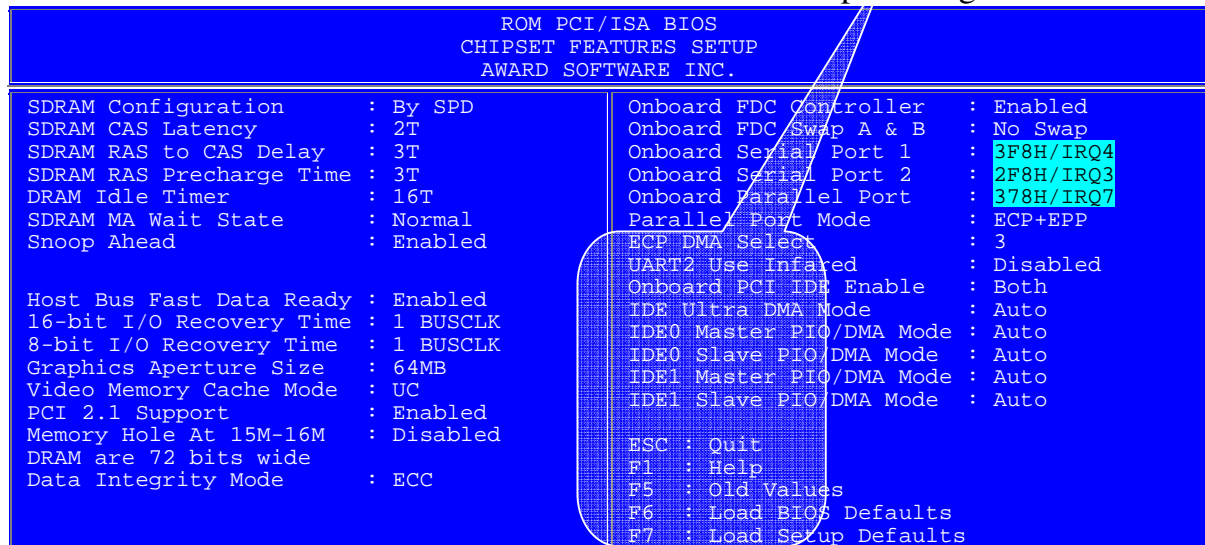 ROM PCI/ISA BIOS
CHIPSET FEATURES SETUP
AWARD SOFTWARE INC.
SDRAM Configuration : By SPD
SDRAM CAS Latency : 2T
SDRAM RAS to CAS Delay : 3T
SDRAM RAS Precharge Time : 3T
DRAM Idle Timer : 16T
SDRAM MA Wait State : Normal
Snoop Ahead : Enabled
Host Bus Fast Data Ready : Enabled
16-bit I/O Recovery Time : 1 BUSCLK
8-bit I/O Recovery Time : 1 BUSCLK
Graphics Aperture Size : 64MB
Video Memory Cache Mode : UC
PCI 2.1 Support : Enabled
Memory Hole At 15M-16M : Disabled
DRAM are 72 bits wide
Data Integrity Mode : ECC
Onboard FDC Controller : Enabled
Onboard FDC Swap A & B : No Swap
Onboard Serial Port 1 : 3F8H/IRQ4
Onboard Serial Port 2 : 2F8H/IRQ3
Onboard Parallel Port : 378H/IRQ7
Parallel Port Mode : ECP+EPP
ECP DMA Select : 3
UART2 Use Infared : Disabled
Onboard PCI IDE Enable : Both
IDE Ultra DMA Mode : Auto
IDE0 Master PIO/DMA Mode : Auto
IDE0 Slave PIO/DMA Mode : Auto
IDE1 Master PIO/DMA Mode : Auto
IDE1 Slave PIO/DMA Mode : Auto
ESC : Quit
F1 : Help
F5 : Old Values
F6 : Load BIOS Defaults
F7 : Load Setup Defaults